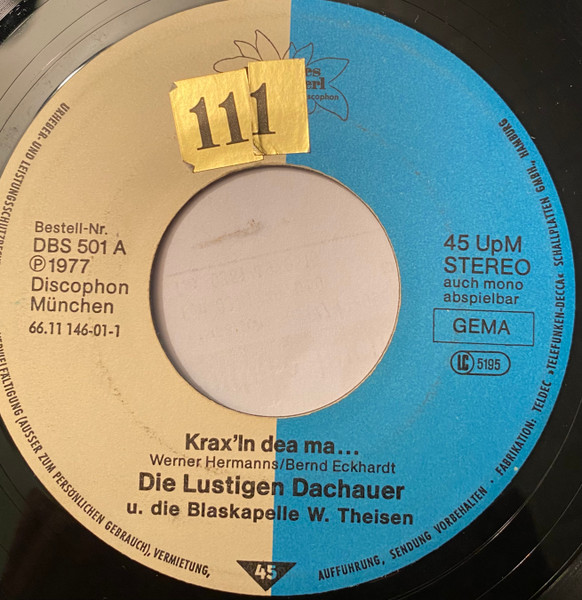 111
Bestell-Nr.
DBS 501 A
Ⓟ 1977
Discophon
München
66.11 146-01-1
45 UpM
STEREO
auch mono
abspielbar
GEMA
LC 5195
Krax'ln dea ma...
Werner Hermanns/Bernd Eckhardt
Die Lustigen Dachauer
u. die Blaskapelle W. Theisen
45
URHEBER- UND
(AUSSER ZUM PERSÖNLICHEN GEBRAUCH), VERMIETUNG,
AUFFÜHRUNG, SENDUNG VORBEHALTEN · FABRIKATION: TELDEC »TELEFUNKEN-DECCA« SCHALLPLATTEN GMBH., HAMBURG